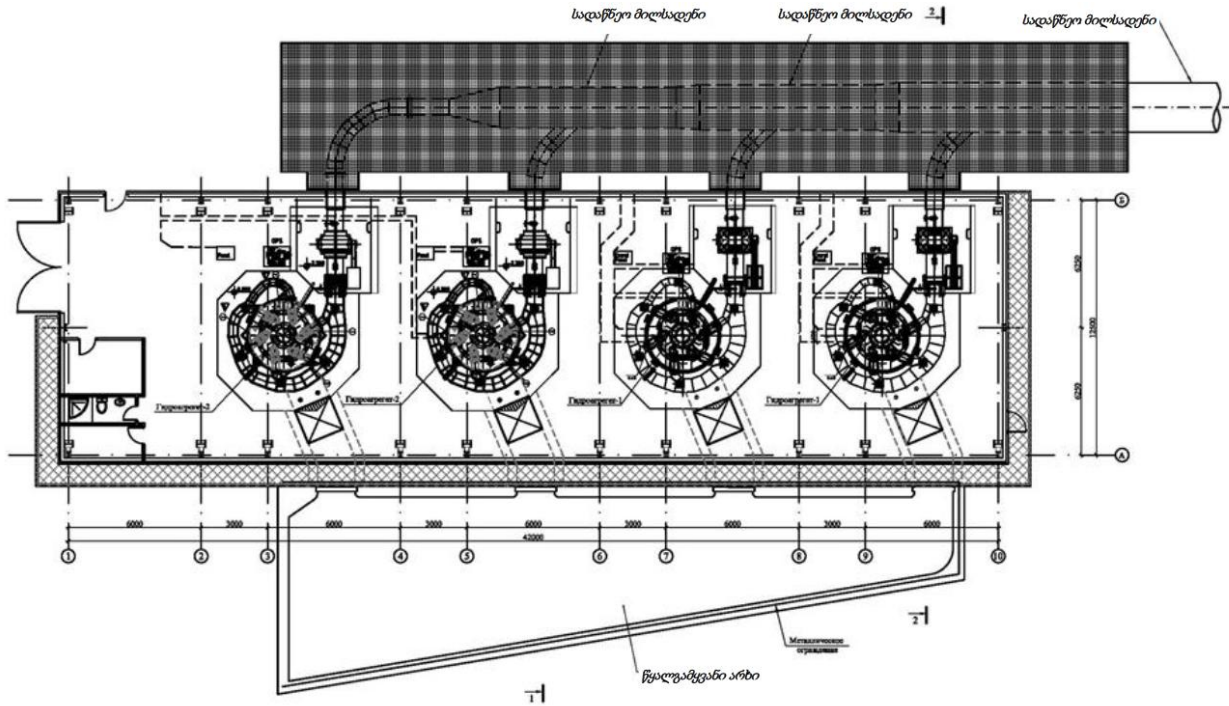 სადაწნეო მილსადენი
სადაწნეო მილსადენი
2
სადაწნეო მილსადენი
Б
6250
12500
6250
Гидроагрегат-2
Гидроагрегат-2
Гидроагрегат-1
Гидроагрегат-1
А
6000
3000
6000
3000
6000
3000
6000
3000
6000
42000
1
2
3
4
5
6
7
8
9
10
2
Металлическое
ограждение
წყალგამყვანი არხი
1